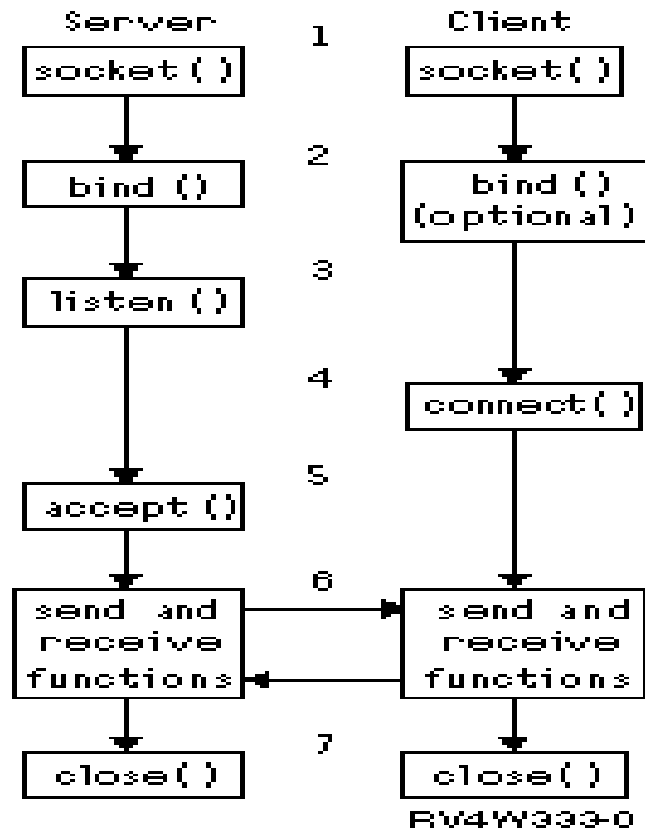 Server 1 Client
socket() socket()
2
bind () bind ()
(optional)
3
listen ()
4
connect()
5
accept ()
6
send and send and
receive receive
functions functions
7
close() close()
RV4W333-0